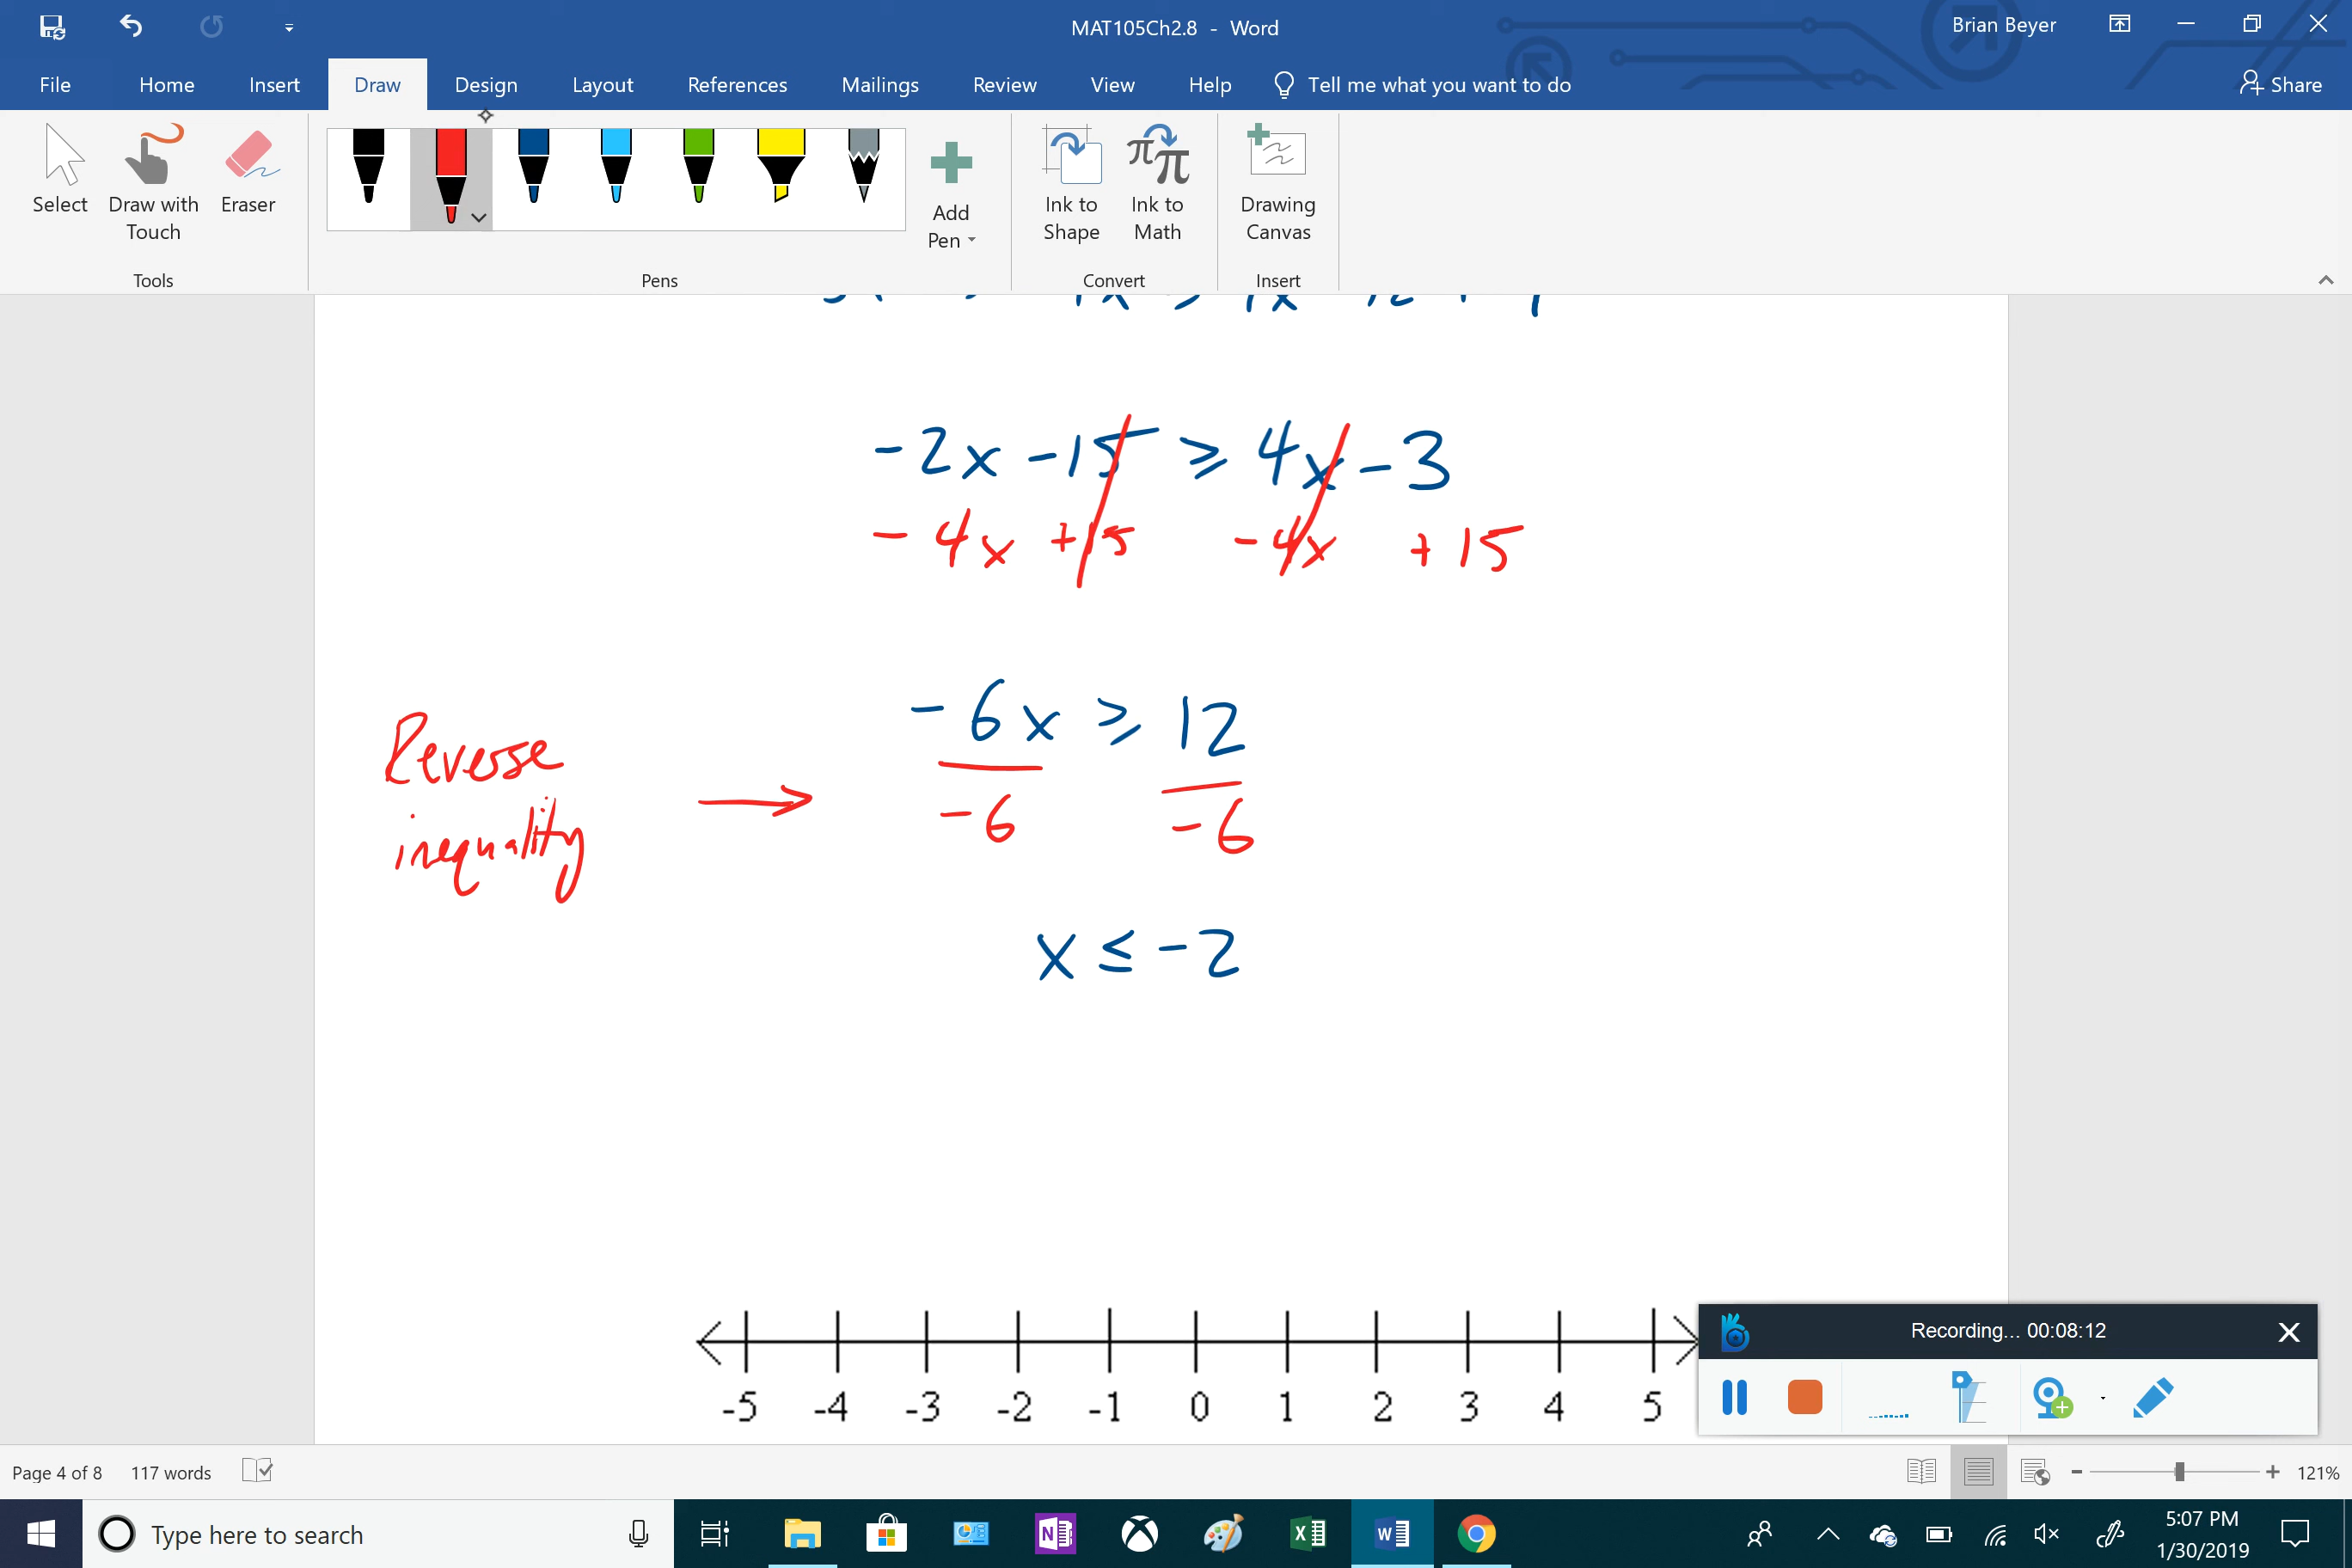 MAT105Ch2.8 - Word
Brian Beyer
File Home Insert Draw Design Layout References Mailings Review View Help Tell me what you want to do Share
Select
Draw with Touch
Eraser
Tools
Pens
Add Pen
Ink to Shape
Ink to Math
Convert
Drawing Canvas
Insert
-2x -15 ≥ 4x -3
- 4x +15 -4x + 15
-6x ≥ 12
-6 -6
Reverse
inequality
x ≤ -2
-5 -4 -3 -2 -1 0 1 2 3 4 5
Recording... 00:08:12
Page 4 of 8 117 words
121%
Type here to search
5:07 PM
1/30/2019